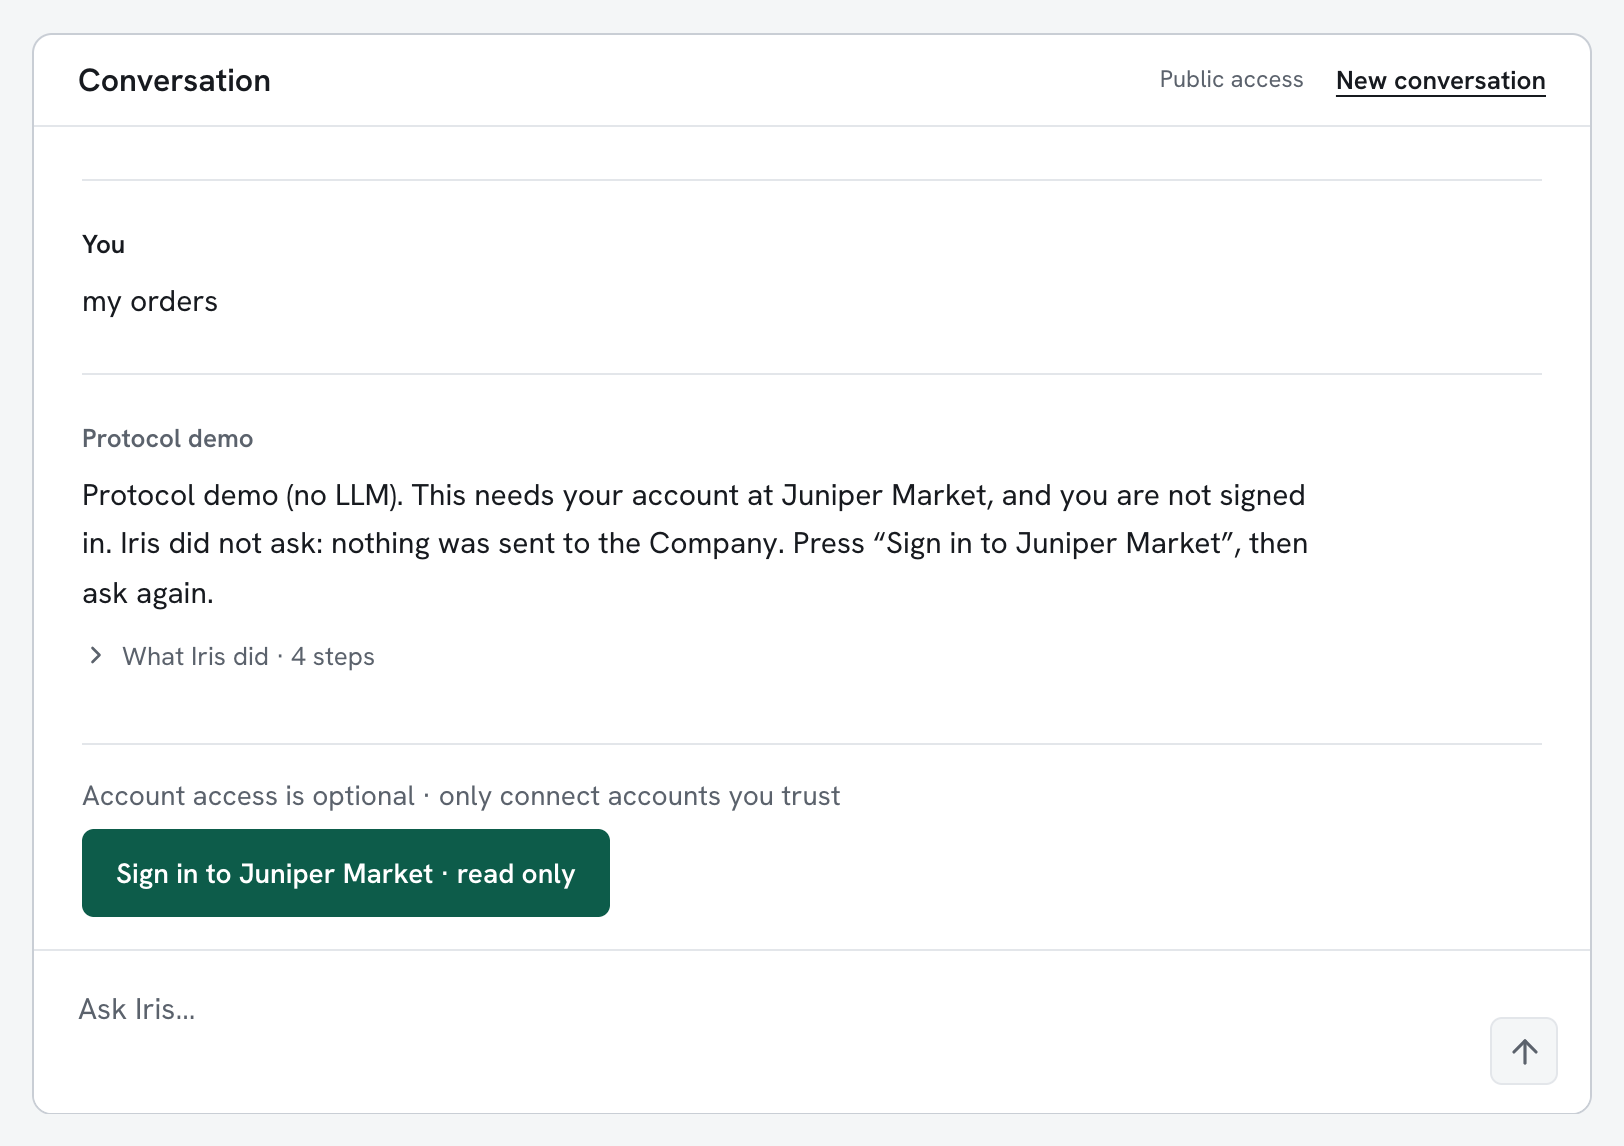 Conversation
Public access
New conversation
You
my orders
Protocol demo
Protocol demo (no LLM). This needs your account at Juniper Market, and you are not signed
in. Iris did not ask: nothing was sent to the Company. Press “Sign in to Juniper Market”, then
ask again.
What Iris did · 4 steps
Account access is optional · only connect accounts you trust
Sign in to Juniper Market · read only
Ask Iris...